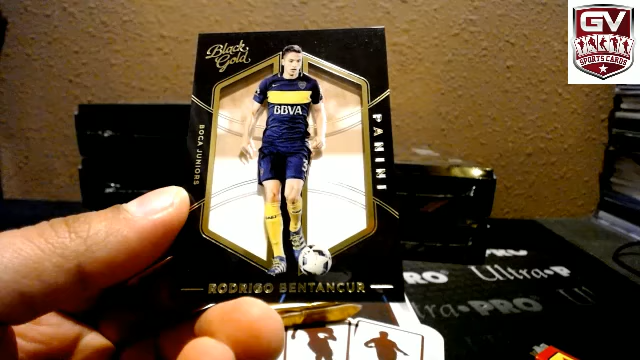 GV
SPORTS CARDS
Black
Gold
BBVA
PANINI
BOCA JUNIORS
RODRIGO BENTANCUR
PRO
Ultra•P
PRO
Ultra